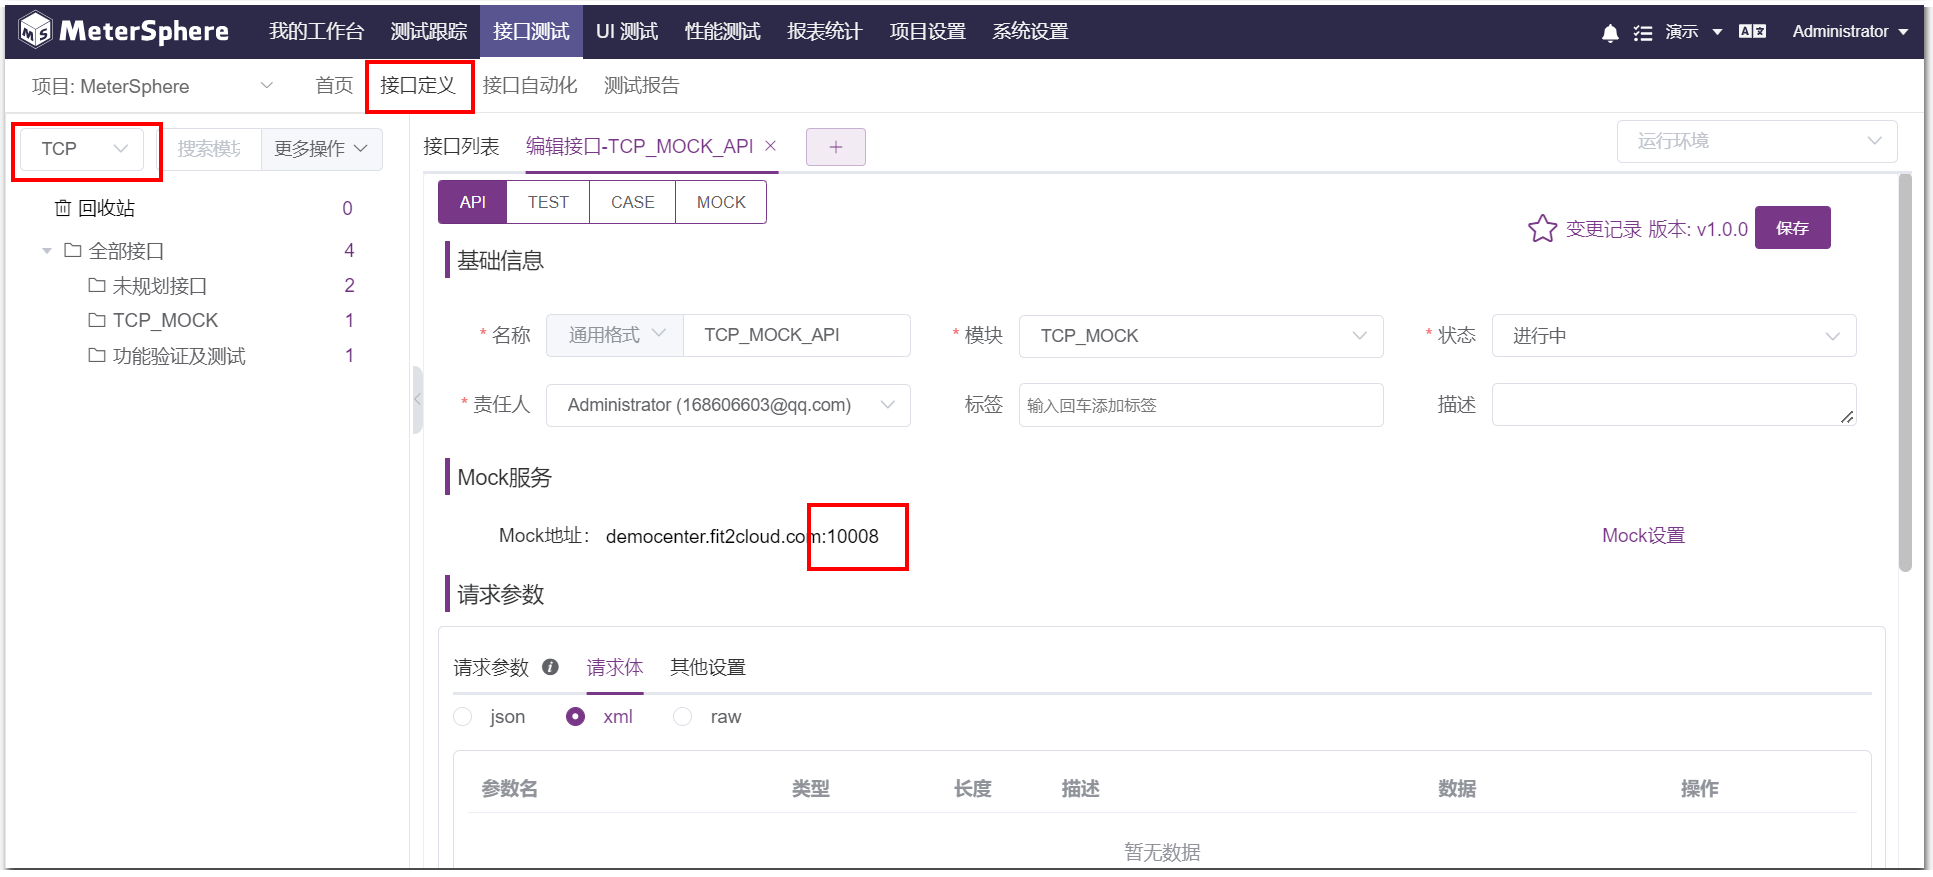 MeterSphere 我的工作台 测试跟踪 接口测试 UI 测试 性能测试 报表统计 项目设置 系统设置 演示 Administrator
项目: MeterSphere 首页 接口定义 接口自动化 测试报告
TCP 搜索模块 更多操作 接口列表 编辑接口-TCP_MOCK_API × + 运行环境
API TEST CASE MOCK
回收站 0
变更记录 版本: v1.0.0 保存
全部接口 4
基础信息
未规划接口 2
TCP_MOCK 1
* 名称 通用格式 TCP_MOCK_API * 模块 TCP_MOCK * 状态 进行中
功能验证及测试 1
* 责任人 Administrator (168606603@qq.com) 标签 输入回车添加标签 描述
Mock服务
Mock地址: democenter.fit2cloud.com:10008 Mock设置
请求参数
请求参数 请求体 其他设置
json xml raw
参数名 类型 长度 描述 数据 操作
暂无数据